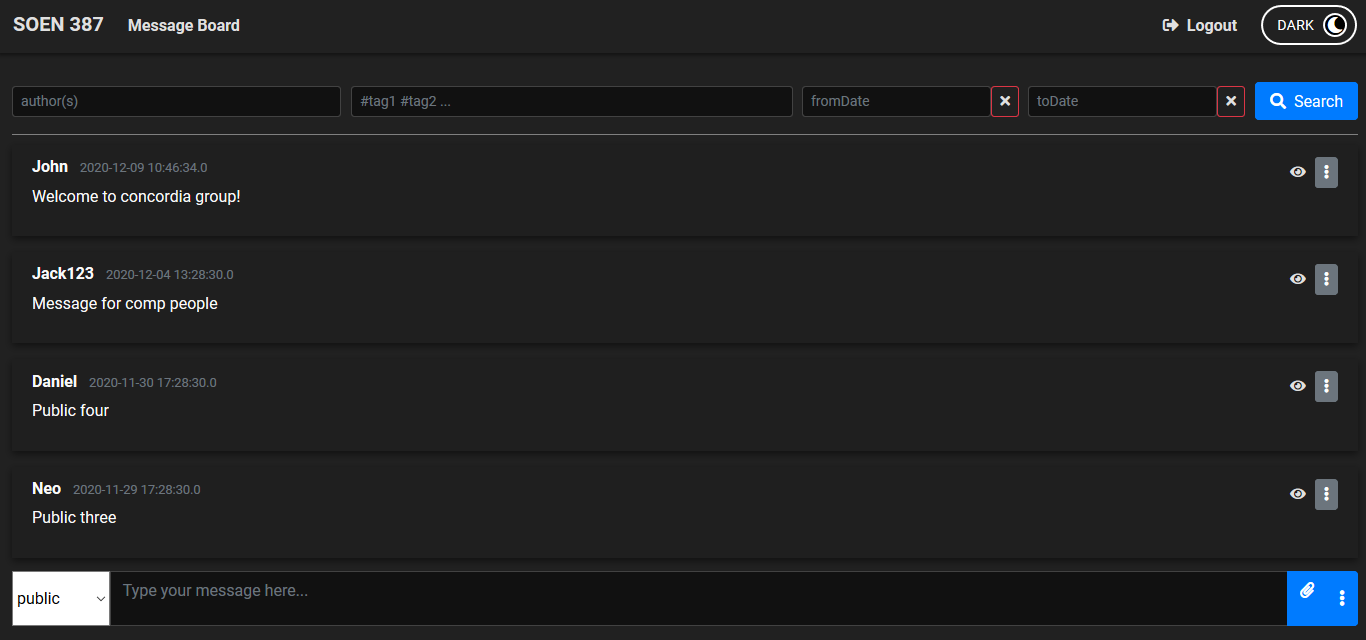 SOEN 387 Message Board Logout DARK
author(s) #tag1 #tag2 ... fromDate toDate Search
John 2020-12-09 10:46:34.0
Welcome to concordia group!
Jack123 2020-12-04 13:28:30.0
Message for comp people
Daniel 2020-11-30 17:28:30.0
Public four
Neo 2020-11-29 17:28:30.0
Public three
public Type your message here...